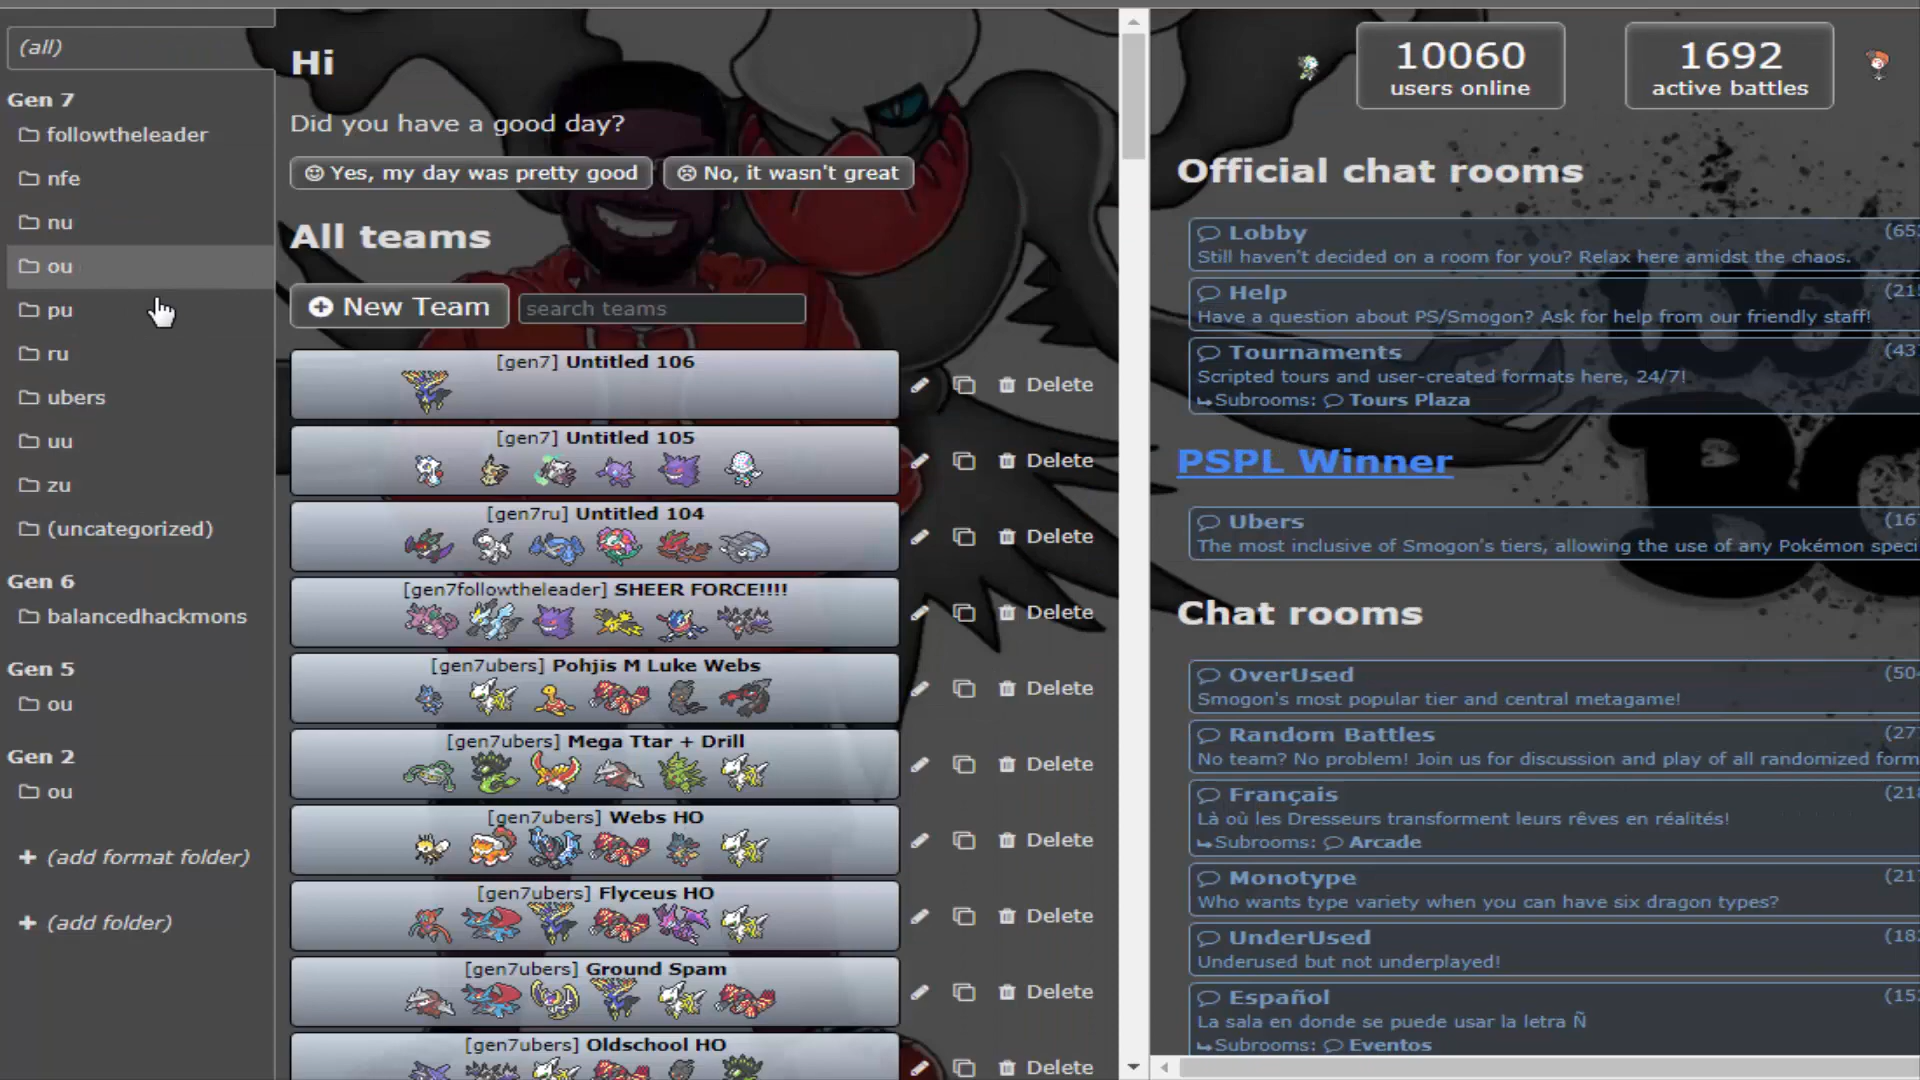 (all)
Gen 7
followtheleader
nfe
nu
ou
pu
ru
ubers
uu
zu
(uncategorized)
Gen 6
balancedhackmons
Gen 5
ou
Gen 2
ou
(add format folder)
(add folder)
Hi
Did you have a good day?
Yes, my day was pretty good
No, it wasn't great
All teams
New Team
search teams
[gen7] Untitled 106
Delete
[gen7] Untitled 105
Delete
[gen7ru] Untitled 104
Delete
[gen7followtheleader] SHEER FORCE!!!!
Delete
[gen7ubers] Pohjis M Luke Webs
Delete
[gen7ubers] Mega Ttar + Drill
Delete
[gen7ubers] Webs HO
Delete
[gen7ubers] Flyceus HO
Delete
[gen7ubers] Ground Spam
Delete
[gen7ubers] Oldschool HO
Delete
10060
users online
1692
active battles
Official chat rooms
Lobby
Still haven't decided on a room for you? Relax here amidst the chaos.
Help
Have a question about PS/Smogon? Ask for help from our friendly staff!
Tournaments
Scripted tours and user-created formats here, 24/7!
Subrooms: Tours Plaza
PSPL Winner
Ubers
The most inclusive of Smogon's tiers, allowing the use of any Pokémon speci
Chat rooms
OverUsed
Smogon's most popular tier and central metagame!
Random Battles
No team? No problem! Join us for discussion and play of all randomized form
Français
Là où les Dresseurs transforment leurs rêves en réalités!
Subrooms: Arcade
Monotype
Who wants type variety when you can have six dragon types?
UnderUsed
Underused but not underplayed!
Español
La sala en donde se puede usar la letra Ñ
Subrooms: Eventos